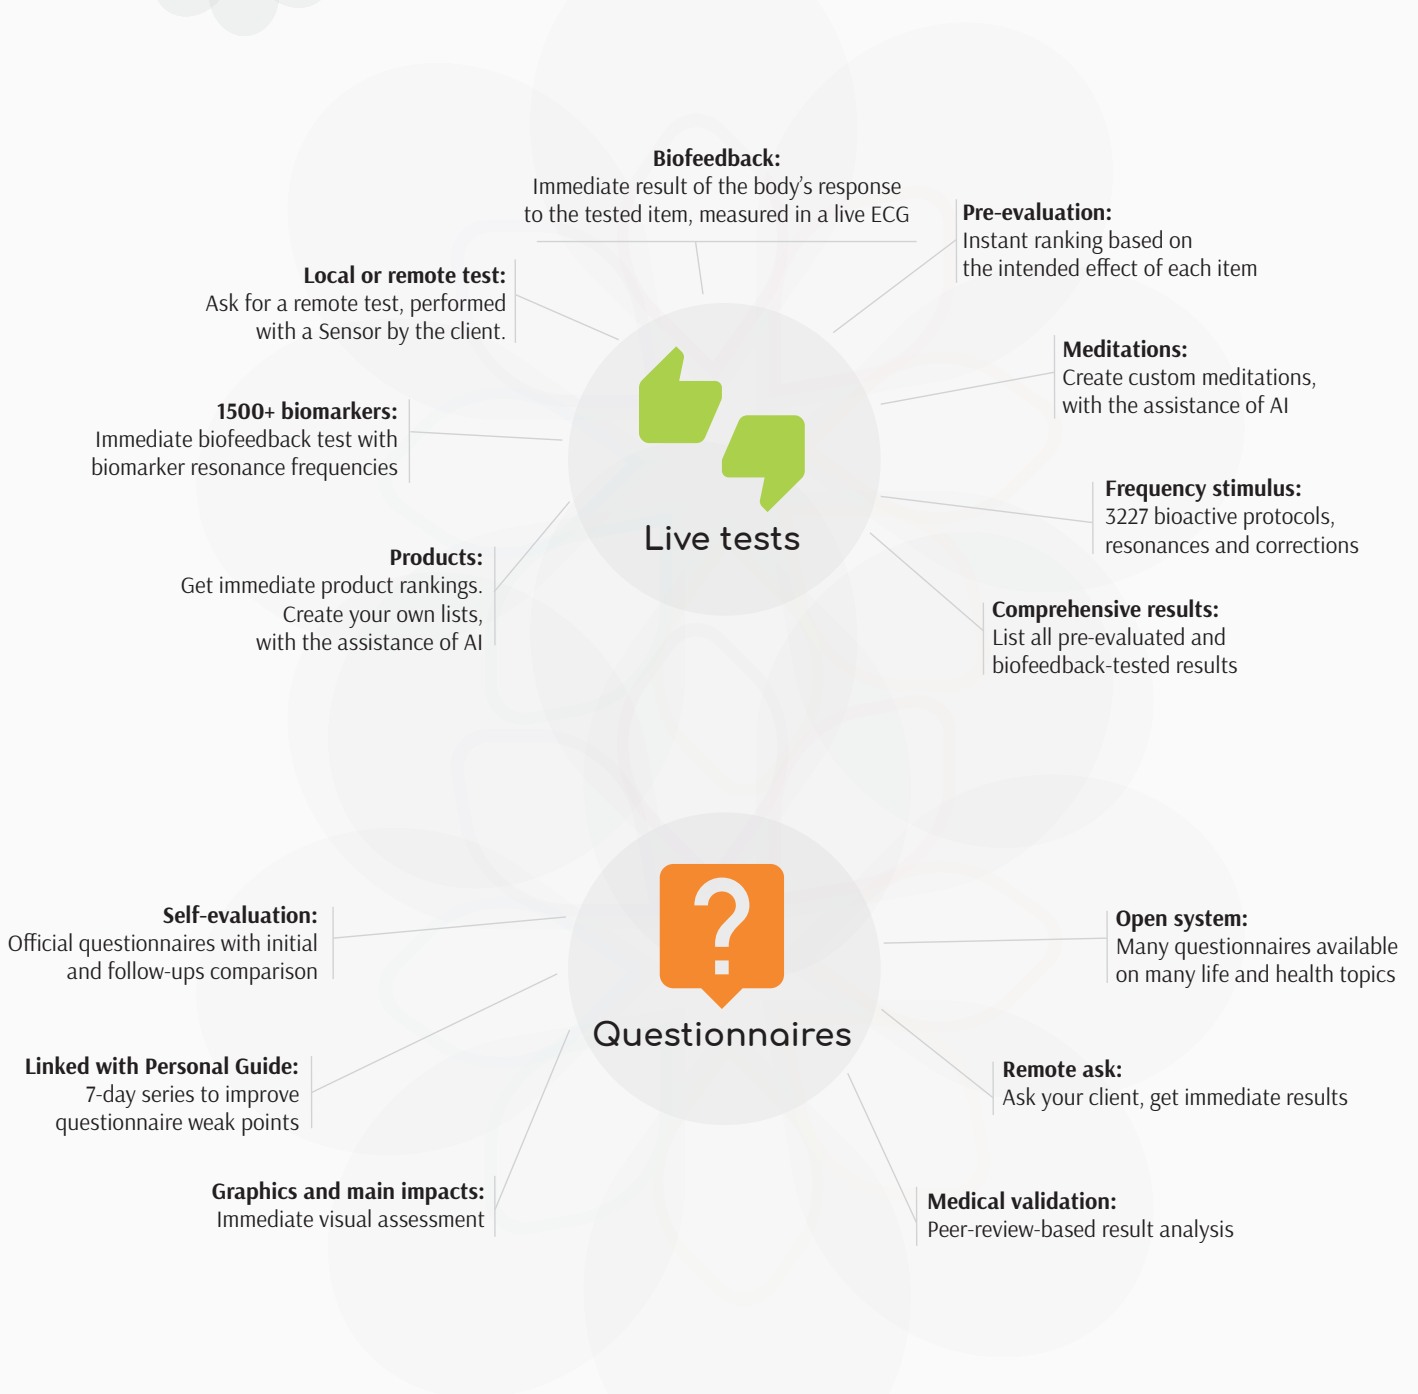 Biofeedback:
Immediate result of the body’s response
to the tested item, measured in a live ECG
Pre-evaluation:
Instant ranking based on
the intended effect of each item
Local or remote test:
Ask for a remote test, performed
with a Sensor by the client.
Meditations:
Create custom meditations,
with the assistance of AI
1500+ biomarkers:
Immediate biofeedback test with
biomarker resonance frequencies
Frequency stimulus:
3227 bioactive protocols,
resonances and corrections
Live tests
Products:
Get immediate product rankings.
Create your own lists,
with the assistance of AI
Comprehensive results:
List all pre-evaluated and
biofeedback-tested results
Self-evaluation:
Official questionnaires with initial
and follow-ups comparison
Open system:
Many questionnaires available
on many life and health topics
?
Questionnaires
Linked with Personal Guide:
7-day series to improve
questionnaire weak points
Remote ask:
Ask your client, get immediate results
Graphics and main impacts:
Immediate visual assessment
Medical validation:
Peer-review-based result analysis